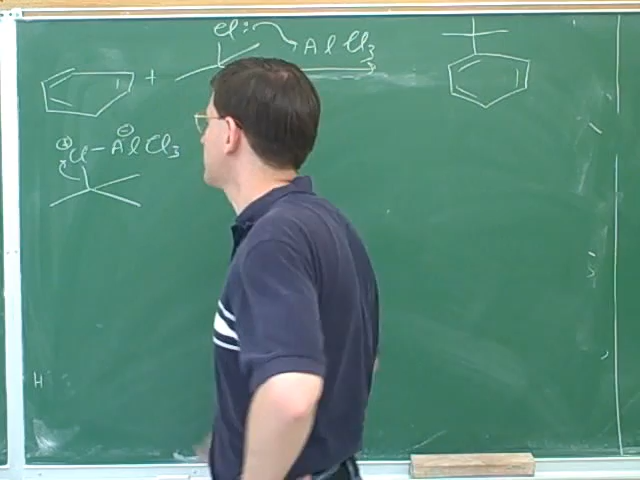 Cl:
+ AlCl3
⊕Cl — ⊖AlCl3
H